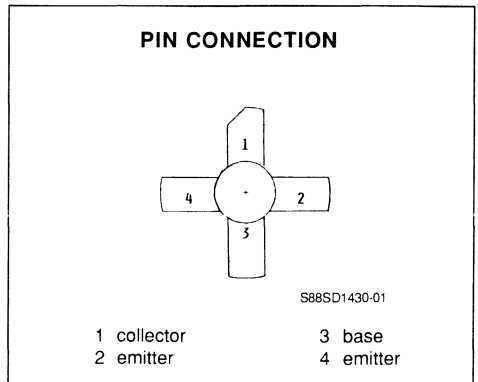 PIN CONNECTION
1
4
2
3
S88SD1430-01
1 collector 3 base
2 emitter 4 emitter